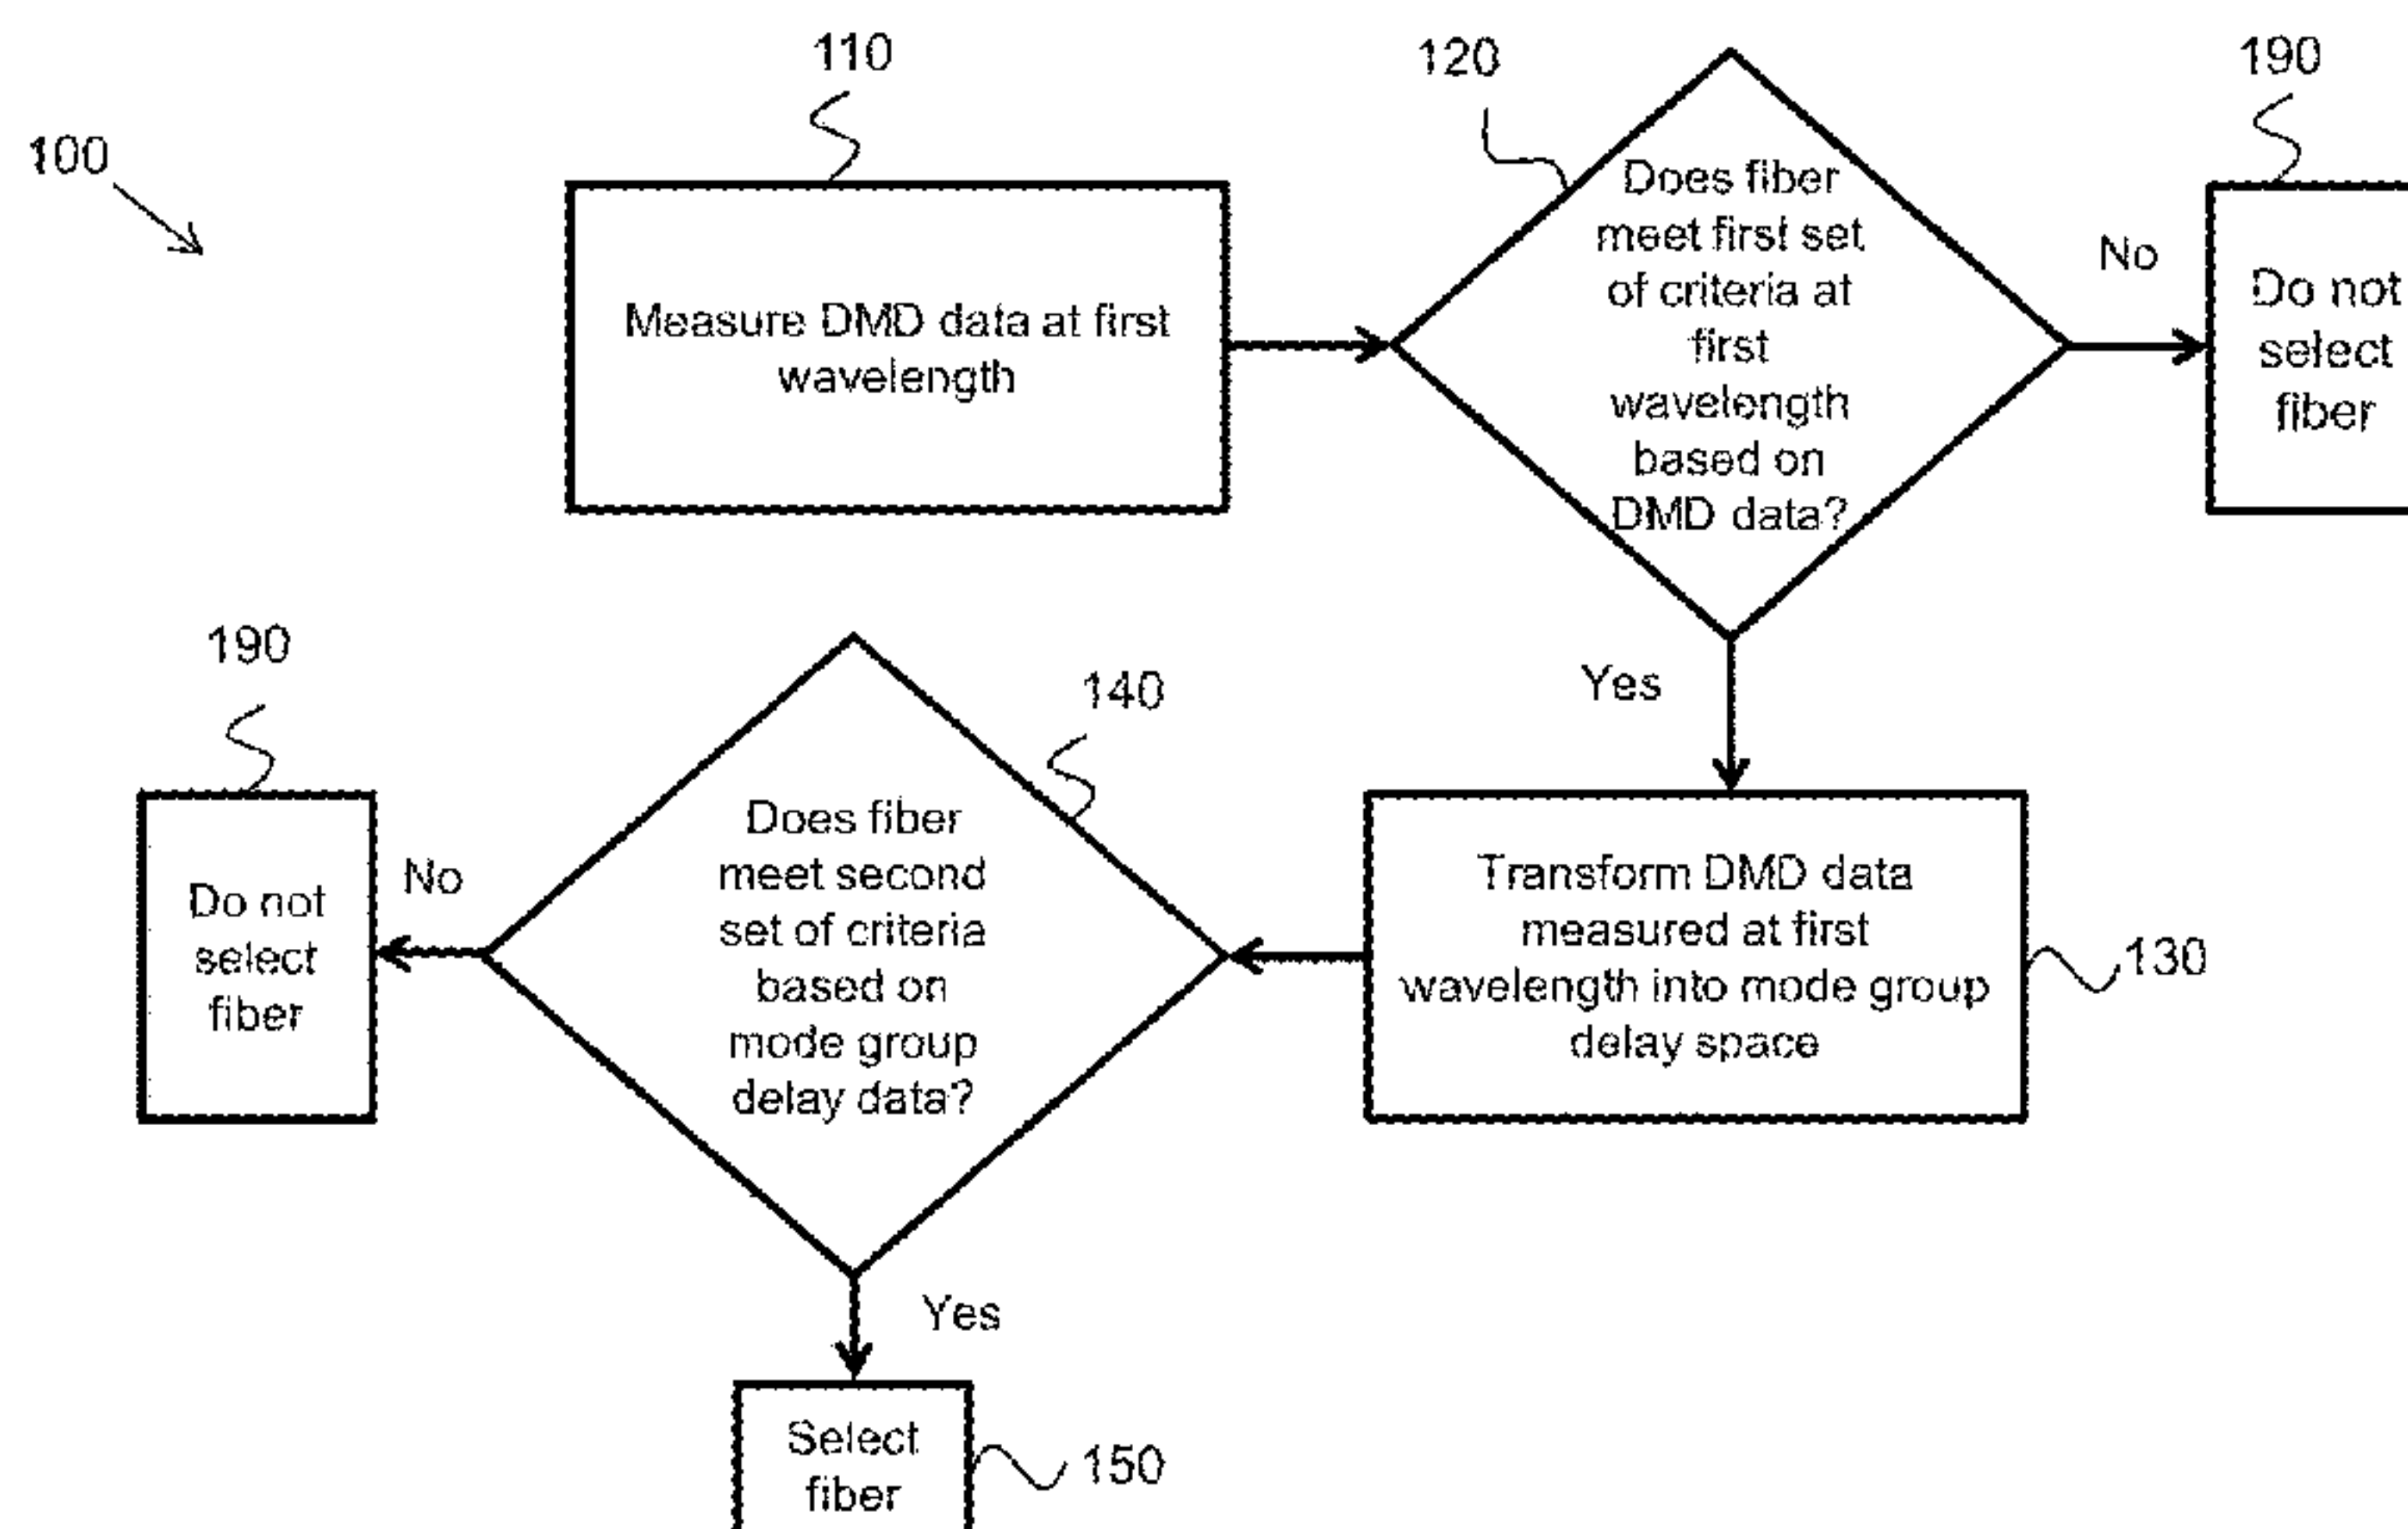 100
110
Measure DMD data at first
wavelength
120
Does fiber
meet first set
of criteria at
first
wavelength
based on
DMD data?
No
190
Do not
select
fiber
Yes
Transform DMD data
measured at first
wavelength into mode group
delay space
130
140
Does fiber
meet second
set of criteria
based on
mode group
delay data?
No
190
Do not
select
fiber
Yes
Select
fiber
150